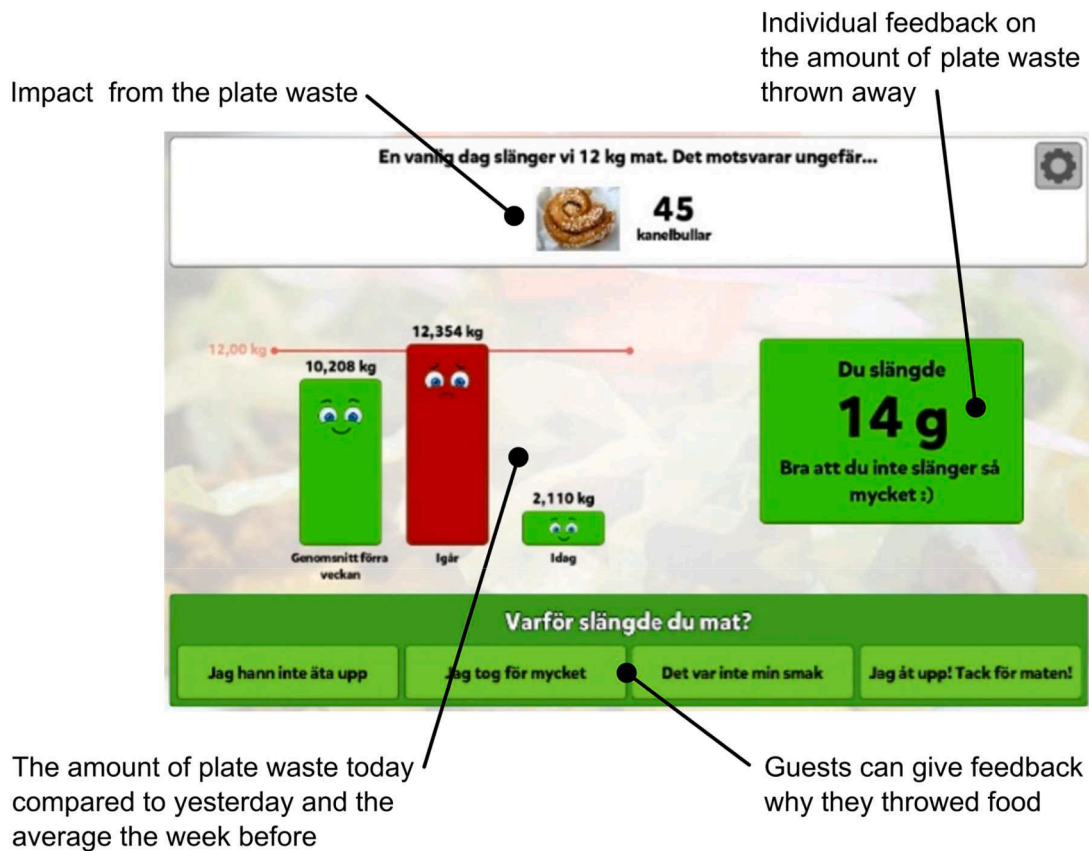 Individual feedback on
the amount of plate waste
thrown away
Impact from the plate waste
En vanlig dag slänger vi 12 kg mat. Det motsvarar ungefär...
45
kanelbullar
12,00 kg
12,354 kg
10,208 kg
2,110 kg
Genomsnitt förra
veckan
Igår
Idag
Du slängde
14 g
Bra att du inte slänger så
mycket :)
Varför slängde du mat?
Jag hann inte äta upp
Jag tog för mycket
Det var inte min smak
Jag åt upp! Tack för maten!
The amount of plate waste today
compared to yesterday and the
average the week before
Guests can give feedback
why they throwed food